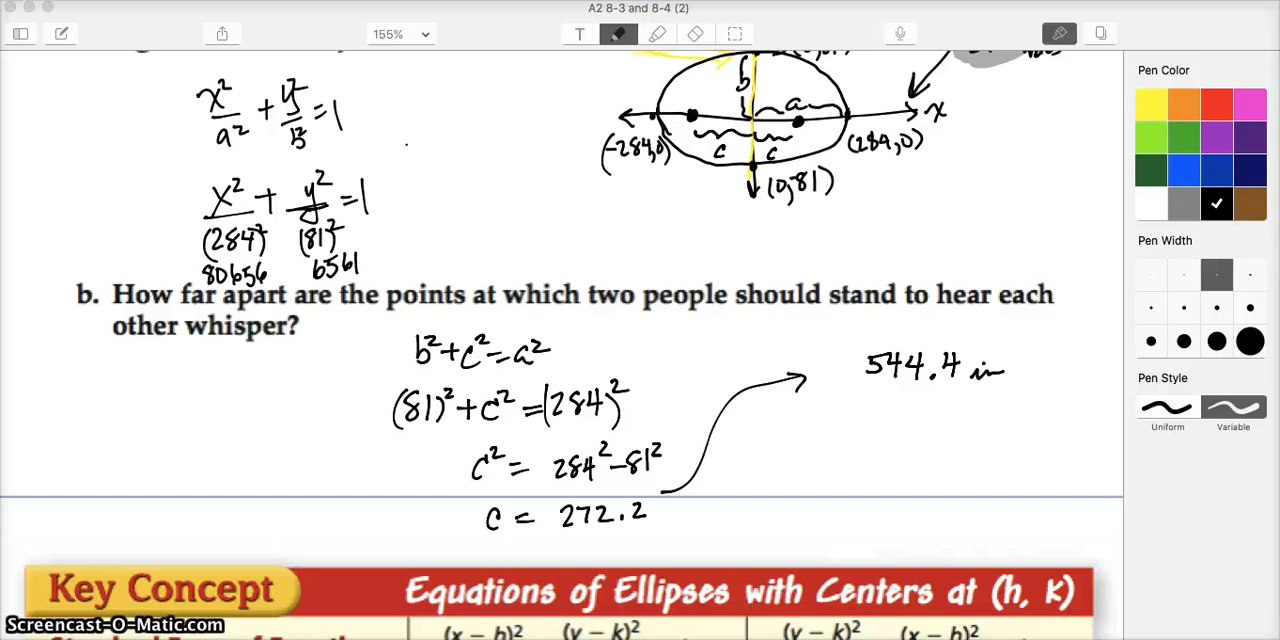 A2 8-3 and 8-4 (2)
155%
T
x²/a² + y²/b² = 1
b
a
x
c c
(-284,0)
(284,0)
(0,-81)
x²/(284)² + y²/(81)² = 1
80656 6561
b. How far apart are the points at which two people should stand to hear each
other whisper?
b²+c²=a²
(81)²+c²=(284)²
c² = 284²-81²
c = 272.2
544.4 in
Key Concept
Equations of Ellipses with Centers at (h, k)
(x − h)² (y − k)² (y − k)² (x − h)²
Pen Color
Pen Width
Pen Style
Uniform Variable
Screencast-O-Matic.com